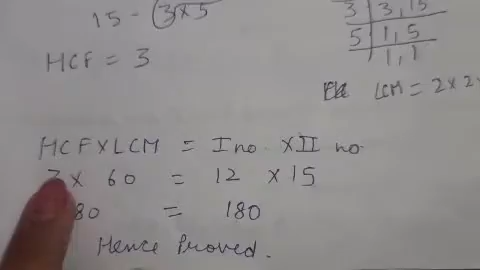 15 - 3×5
HCF = 3
3 | 3, 15
5 | 1, 5
1, 1
LCM = 2×2×
HCF×LCM = I no. × II no
3 × 60 = 12 × 15
80 = 180
Hence Proved.